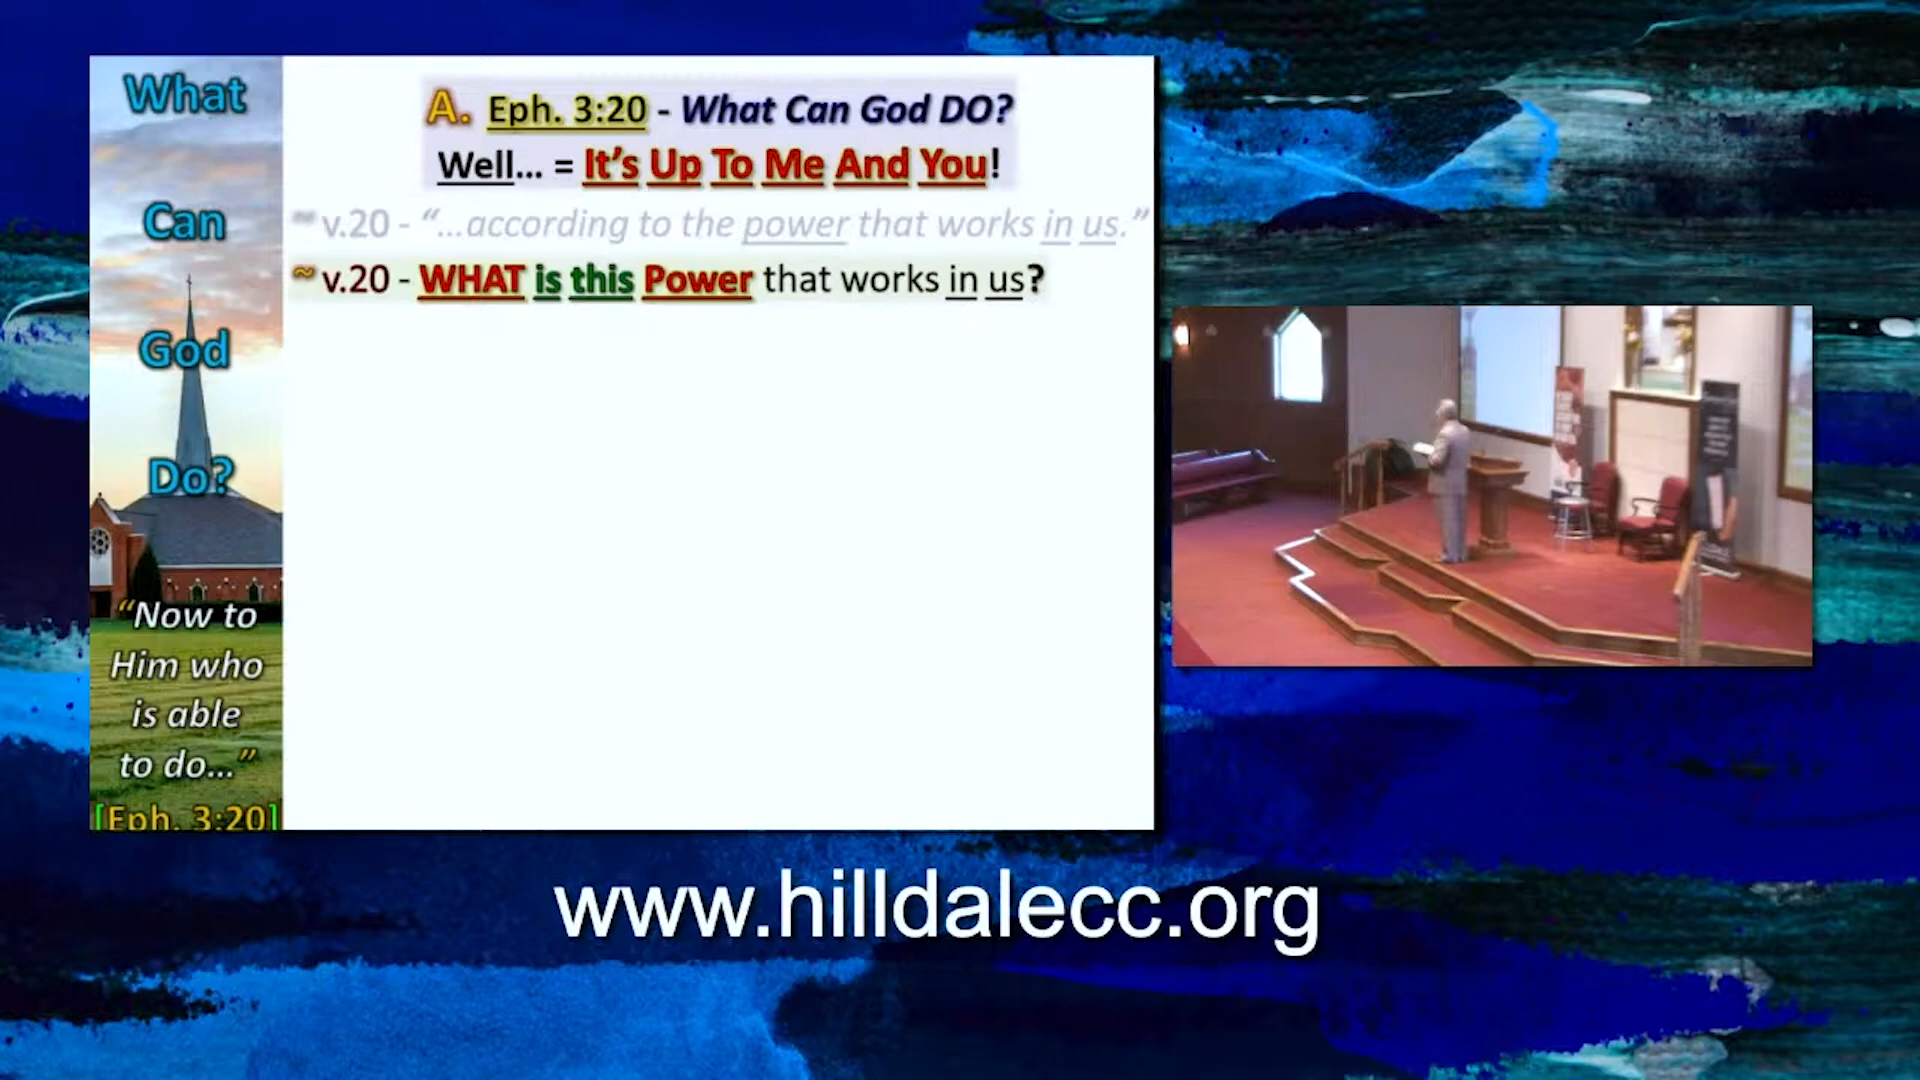 What
Can
God
Do?
“Now to
Him who
is able
to do...”
[Eph. 3:20]
A. Eph. 3:20 - What Can God DO?
Well... = It’s Up To Me And You!
~ v.20 - “...according to the power that works in us.”
~ v.20 - WHAT is this Power that works in us?
www.hilldalecc.org